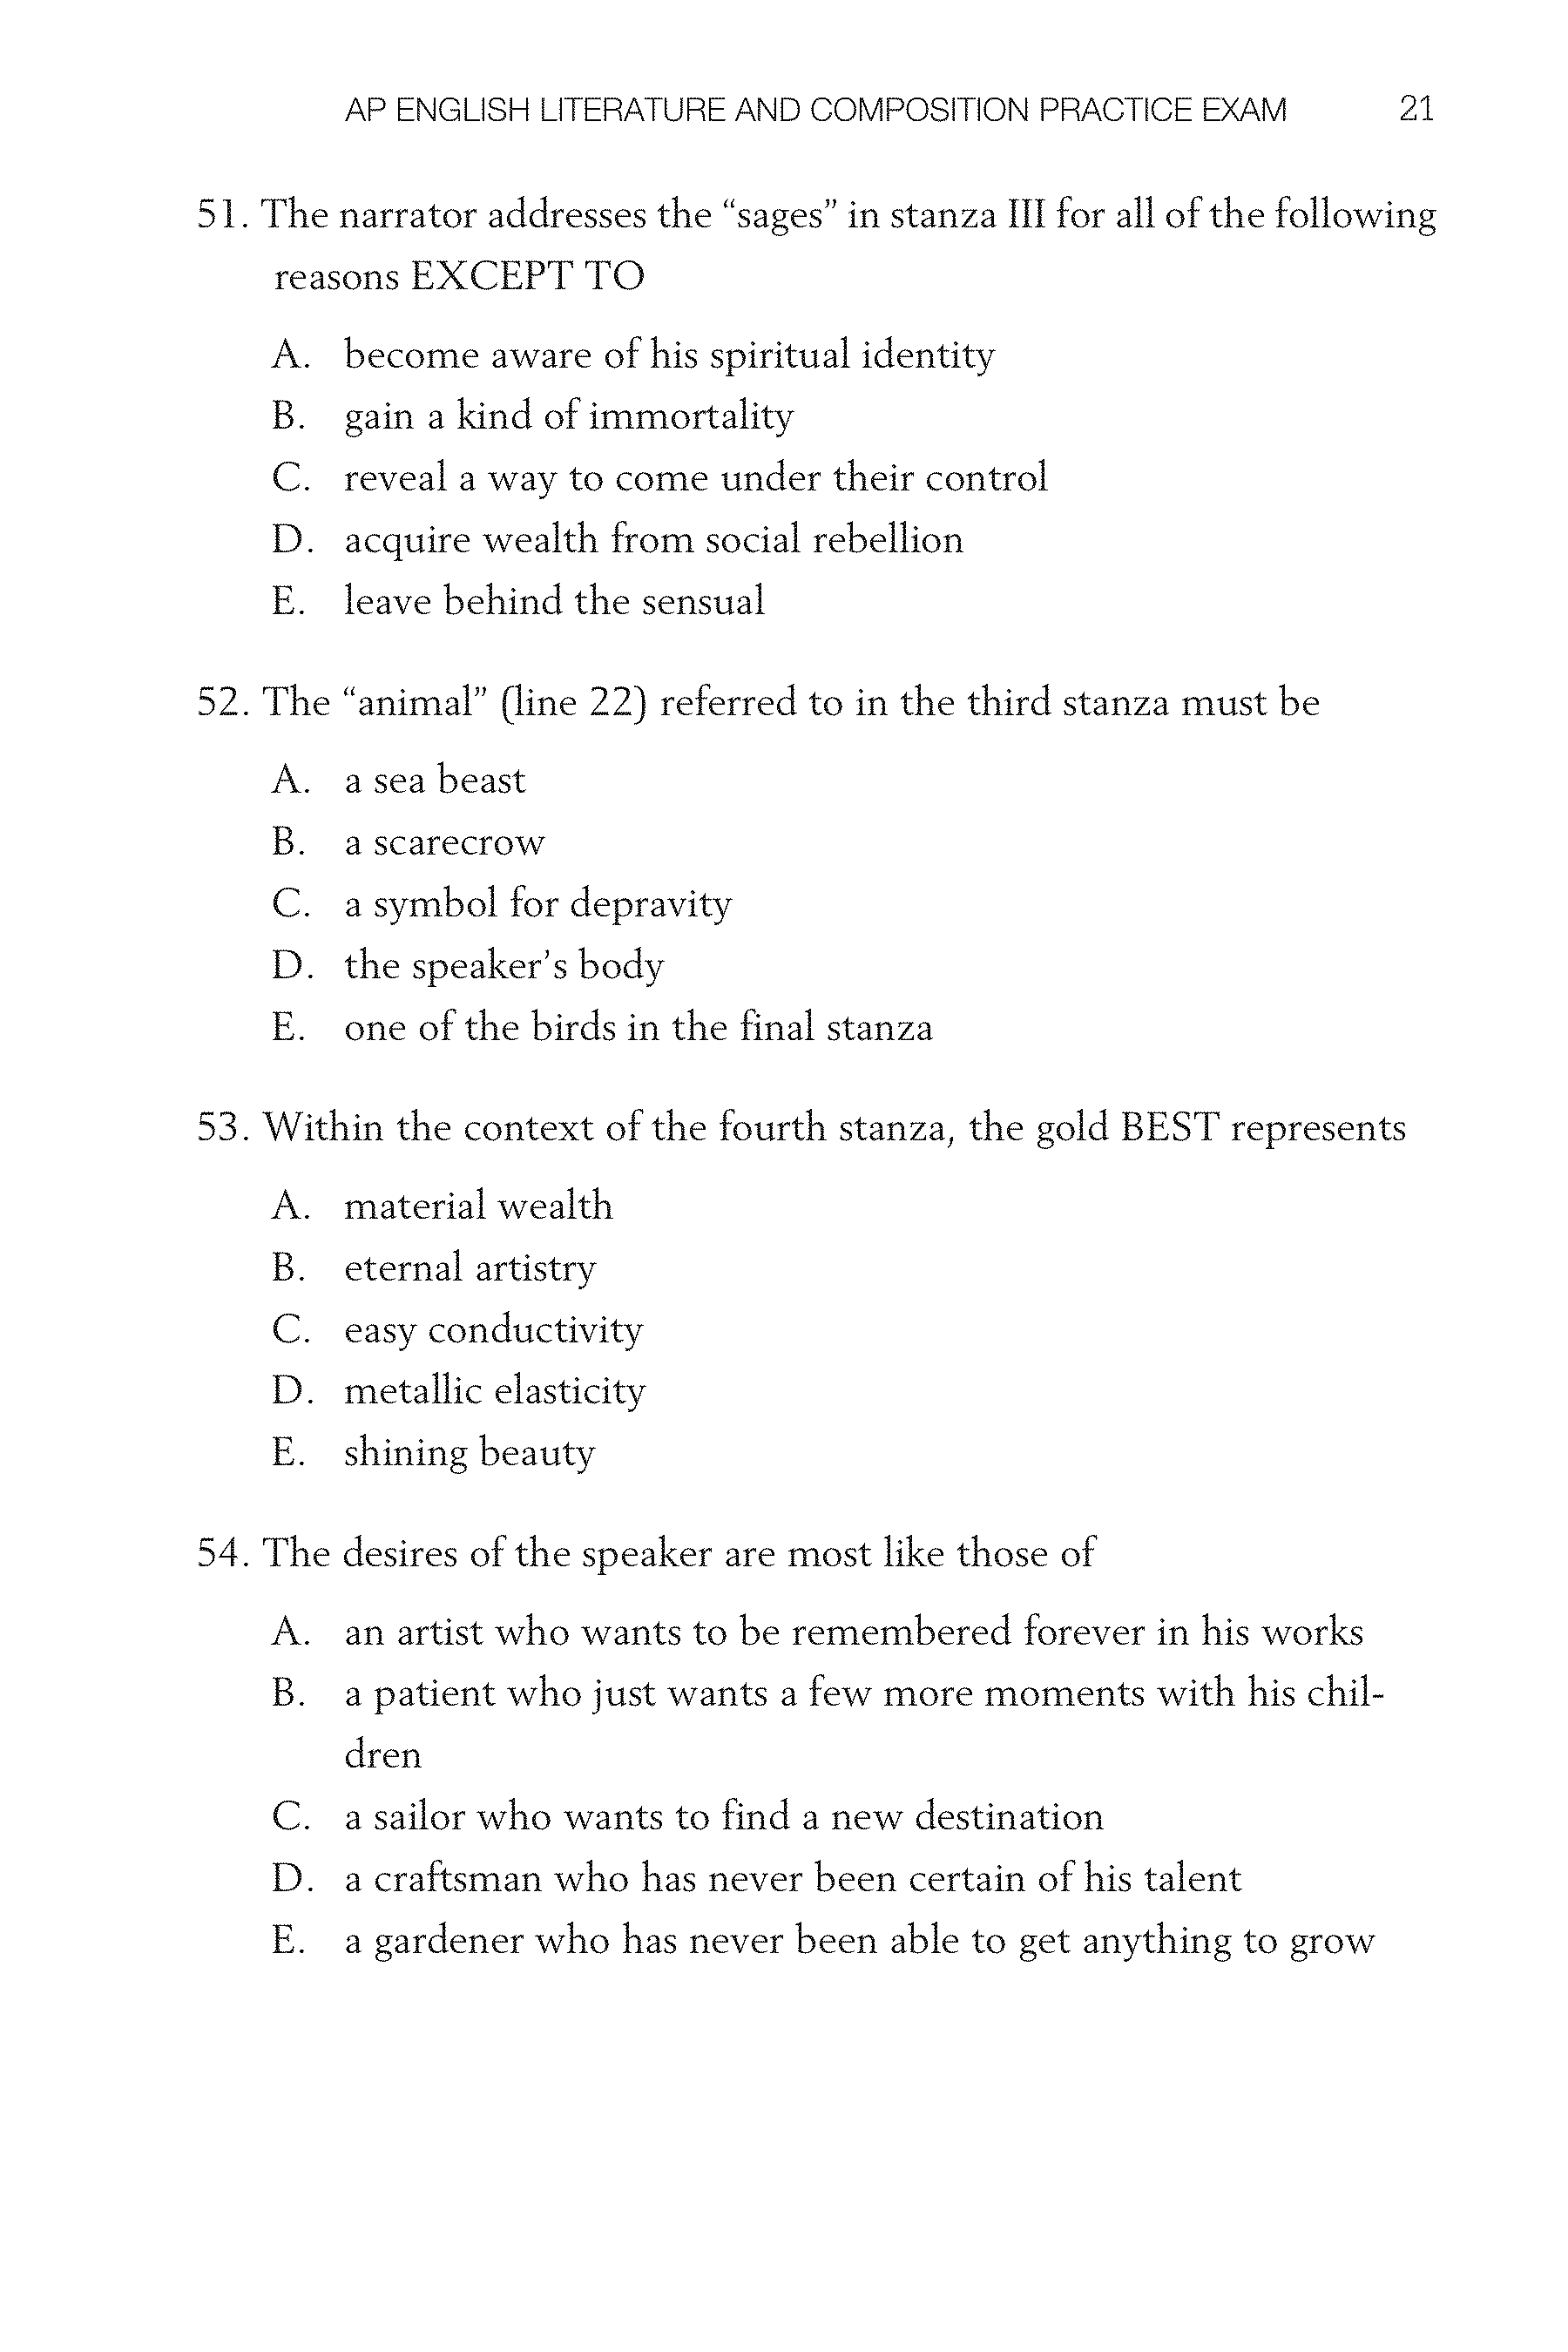 AP ENGLISH LITERATURE AND COMPOSITION PRACTICE EXAM 21
51. The narrator addresses the “sages” in stanza III for all of the following
reasons EXCEPT TO
A. become aware of his spiritual identity
B. gain a kind of immortality
C. reveal a way to come under their control
D. acquire wealth from social rebellion
E. leave behind the sensual
52. The “animal” (line 22) referred to in the third stanza must be
A. a sea beast
B. a scarecrow
C. a symbol for depravity
D. the speaker’s body
E. one of the birds in the final stanza
53. Within the context of the fourth stanza, the gold BEST represents
A. material wealth
B. eternal artistry
C. easy conductivity
D. metallic elasticity
E. shining beauty
54. The desires of the speaker are most like those of
A. an artist who wants to be remembered forever in his works
B. a patient who just wants a few more moments with his chil-
dren
C. a sailor who wants to find a new destination
D. a craftsman who has never been certain of his talent
E. a gardener who has never been able to get anything to grow